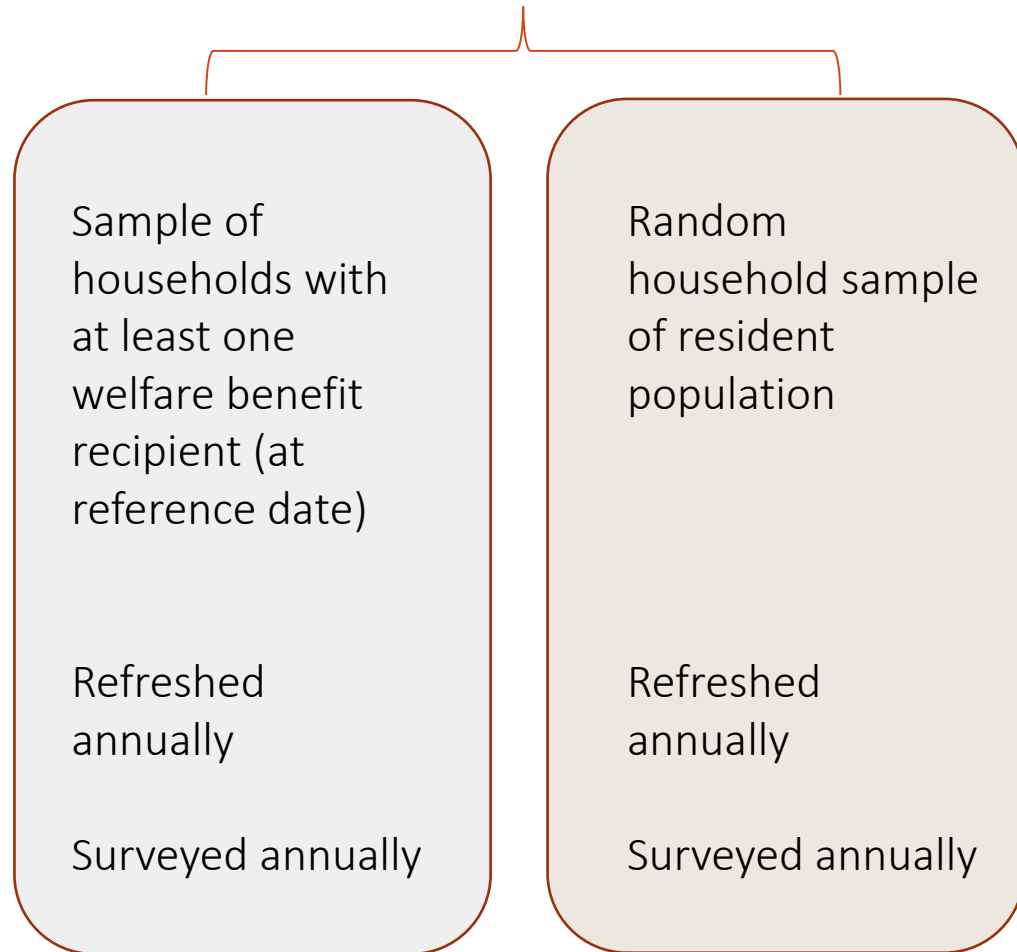 Sample of
households with
at least one
welfare benefit
recipient (at
reference date)
Refreshed
annually
Surveyed annually
Random
household sample
of resident
population
Refreshed
annually
Surveyed annually